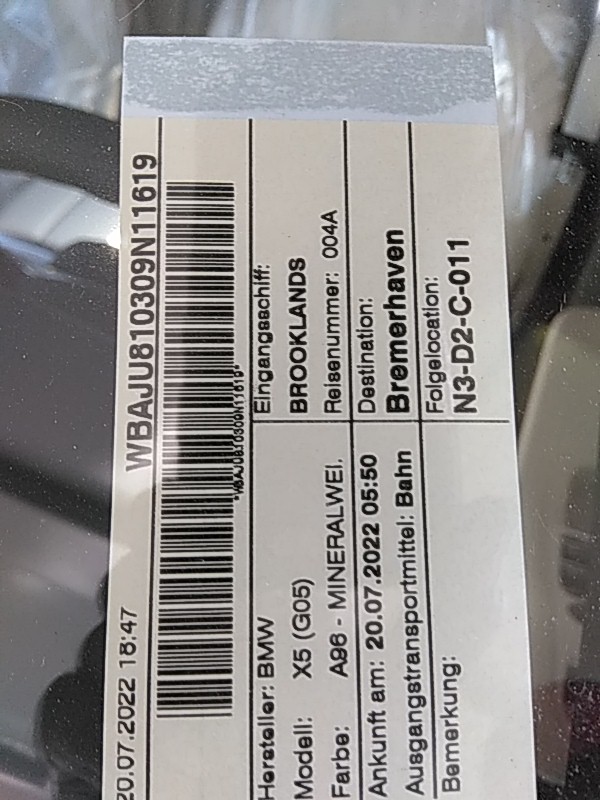 20.07.2022 18:47 WBAJU810309N11619
*WBAJU810309N11619*
Hersteller: BMW
Modell: X5 (G05)
Farbe: A96 - MINERALWEI.
Ankunft am: 20.07.2022 05:50
Ausgangstransportmittel: Bahn
Bemerkung:
Eingangsschiff:
BROOKLANDS
Reisenummer: 004A
Destination:
Bremerhaven
Folgelocation:
N3-D2-C-011